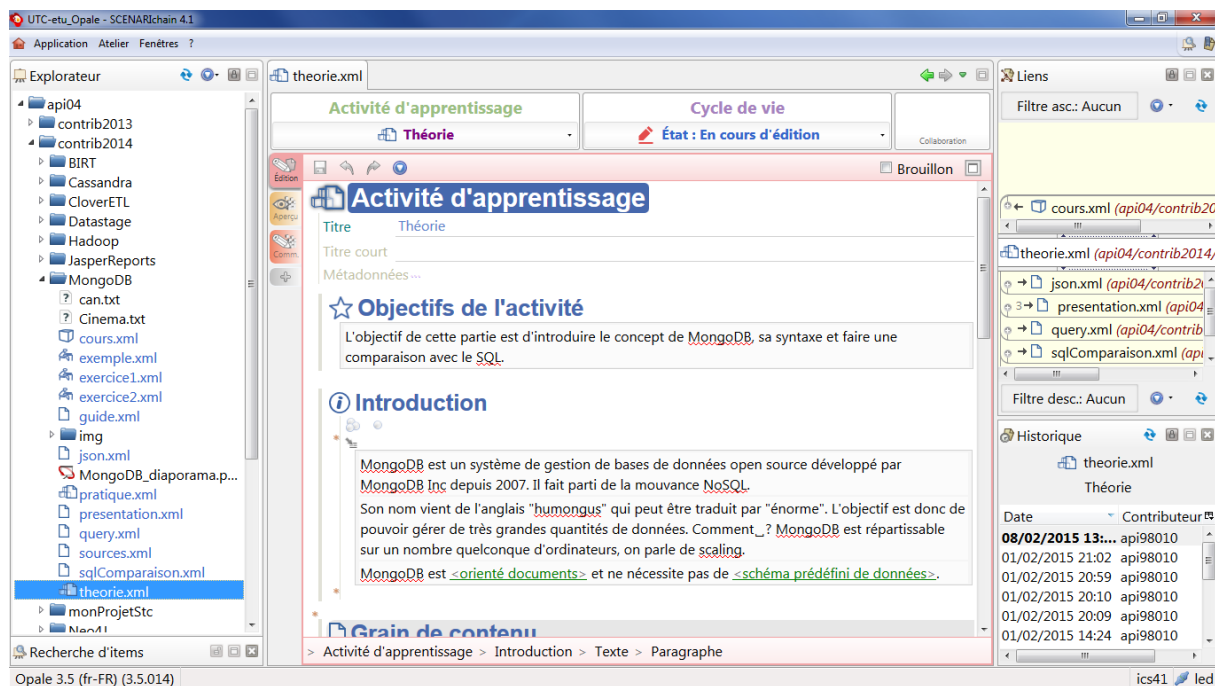 UTC-etu_Opale - SCENARIchain 4.1
Application Atelier Fenêtres ?
Explorateur
api04
contrib2013
contrib2014
BIRT
Cassandra
CloverETL
Datastage
Hadoop
JasperReports
MongoDB
can.txt
Cinema.txt
cours.xml
exemple.xml
exercice1.xml
exercice2.xml
guide.xml
img
json.xml
MongoDB_diaporama.p...
pratique.xml
presentation.xml
query.xml
sources.xml
sqlComparaison.xml
theorie.xml
monProjetStc
Neo4J
Recherche d'items
theorie.xml
Activité d'apprentissage
Théorie
Cycle de vie
État : En cours d'édition
Collaboration
Édition
Aperçu
Comm.
Brouillon
Activité d'apprentissage
Titre Théorie
Titre court
Métadonnées ...
Objectifs de l'activité
L'objectif de cette partie est d'introduire le concept de MongoDB, sa syntaxe et faire une
comparaison avec le SQL.
Introduction
MongoDB est un système de gestion de bases de données open source développé par
MongoDB Inc depuis 2007. Il fait parti de la mouvance NoSQL.
Son nom vient de l'anglais "humongus" qui peut être traduit par "énorme". L'objectif est donc de
pouvoir gérer de très grandes quantités de données. Comment_? MongoDB est répartissable
sur un nombre quelconque d'ordinateurs, on parle de scaling.
MongoDB est <orienté documents> et ne nécessite pas de <schéma prédéfini de données>.
Grain de contenu
> Activité d'apprentissage > Introduction > Texte > Paragraphe
Liens
Filtre asc.: Aucun
cours.xml (api04/contrib20
theorie.xml (api04/contrib2014/
json.xml (api04/contrib2
3 presentation.xml (api04
query.xml (api04/contrib
sqlComparaison.xml (api
Filtre desc.: Aucun
Historique
theorie.xml
Théorie
Date Contributeur
08/02/2015 13:... api98010
01/02/2015 21:02 api98010
01/02/2015 20:59 api98010
01/02/2015 20:10 api98010
01/02/2015 20:09 api98010
01/02/2015 14:24 api98010
Opale 3.5 (fr-FR) (3.5.014)
ics41 led